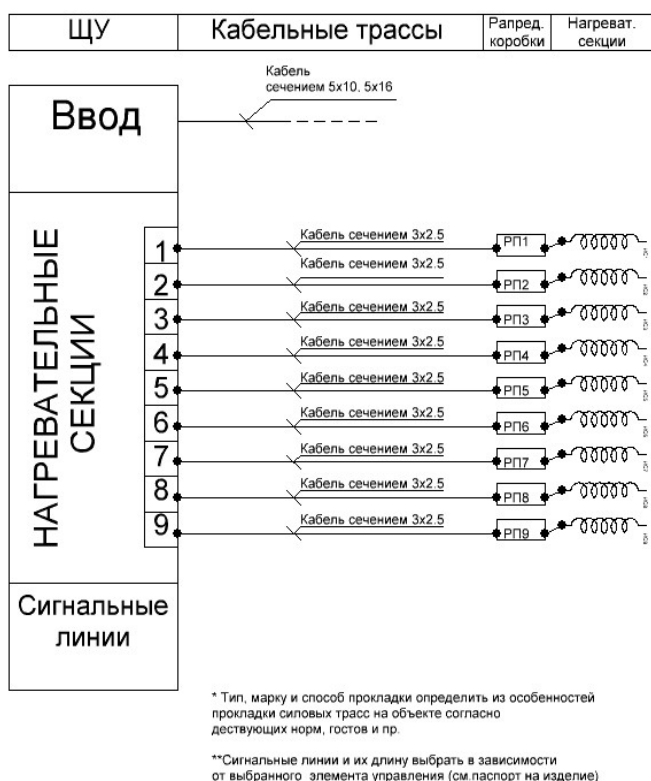 ЩУ
Кабельные трассы
Рапред.
коробки
Нагреват.
секции
Кабель
сечением 5х10, 5х16
Ввод
НАГРЕВАТЕЛЬНЫЕ
СЕКЦИИ
1
Кабель сечением 3х2.5
РП1
2
Кабель сечением 3х2.5
РП2
3
Кабель сечением 3х2.5
РП3
4
Кабель сечением 3х2.5
РП4
5
Кабель сечением 3х2.5
РП5
6
Кабель сечением 3х2.5
РП6
7
Кабель сечением 3х2.5
РП7
8
Кабель сечением 3х2.5
РП8
9
Кабель сечением 3х2.5
РП9
Сигнальные
линии
* Тип, марку и способ прокладки определить из особенностей
прокладки силовых трасс на объекте согласно
дествующих норм, гостов и пр.
**Сигнальные линии и их длину выбрать в зависимости
от выбранного элемента управления (см.паспорт на изделие)